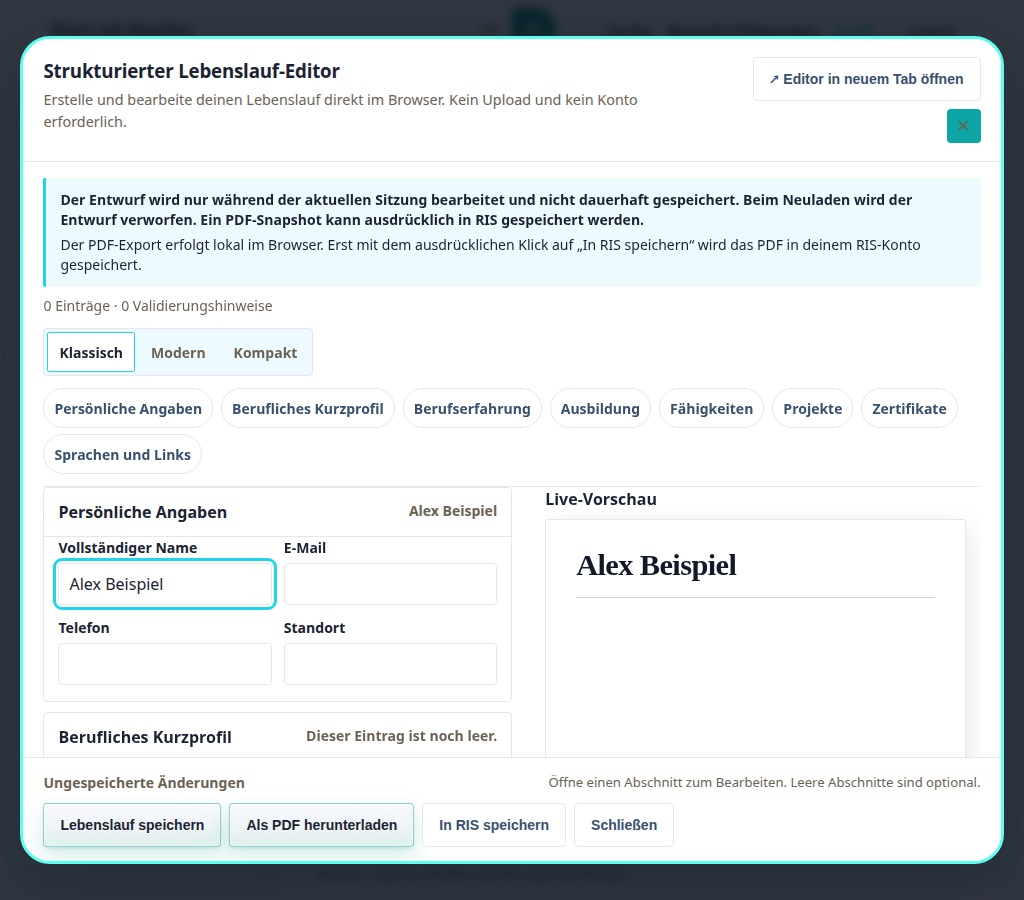 Strukturierter Lebenslauf-Editor
Erstelle und bearbeite deinen Lebenslauf direkt im Browser. Kein Upload und kein Konto
erforderlich.
↗ Editor in neuem Tab öffnen
✕
Der Entwurf wird nur während der aktuellen Sitzung bearbeitet und nicht dauerhaft gespeichert. Beim Neuladen wird der
Entwurf verworfen. Ein PDF-Snapshot kann ausdrücklich in RIS gespeichert werden.
Der PDF-Export erfolgt lokal im Browser. Erst mit dem ausdrücklichen Klick auf „In RIS speichern“ wird das PDF in deinem RIS-Konto
gespeichert.
0 Einträge · 0 Validierungshinweise
Klassisch Modern Kompakt
Persönliche Angaben Berufliches Kurzprofil Berufserfahrung Ausbildung Fähigkeiten Projekte Zertifikate
Sprachen und Links
Persönliche Angaben Alex Beispiel
Vollständiger Name E-Mail
Alex Beispiel
Telefon Standort
Berufliches Kurzprofil Dieser Eintrag ist noch leer.
Live-Vorschau
Alex Beispiel
Ungespeicherte Änderungen Öffne einen Abschnitt zum Bearbeiten. Leere Abschnitte sind optional.
Lebenslauf speichern Als PDF herunterladen In RIS speichern Schließen